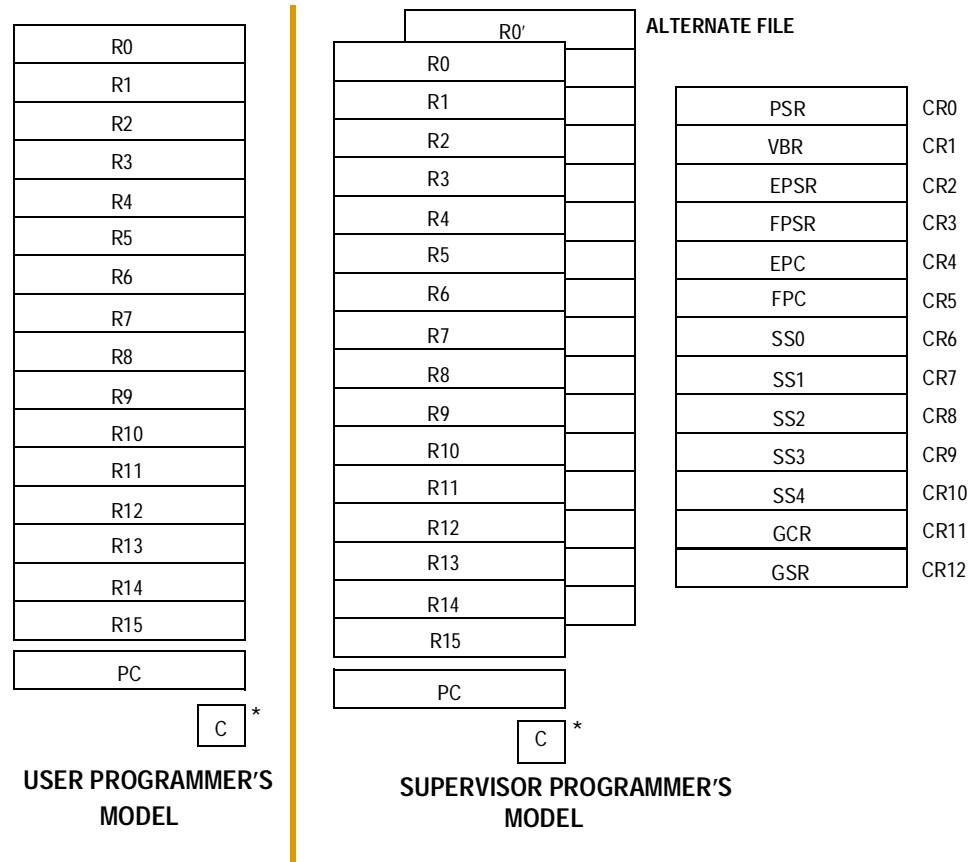 R0
R1
R2
R3
R4
R5
R6
R7
R8
R9
R10
R11
R12
R13
R14
R15
PC
C *
USER PROGRAMMER'S
MODEL
ALTERNATE FILE
R0′
R0
R1
R2
R3
R4
R5
R6
R7
R8
R9
R10
R11
R12
R13
R14
R15
PC
C *
SUPERVISOR PROGRAMMER'S
MODEL
PSR CR0
VBR CR1
EPSR CR2
FPSR CR3
EPC CR4
FPC CR5
SS0 CR6
SS1 CR7
SS2 CR8
SS3 CR9
SS4 CR10
GCR CR11
GSR CR12